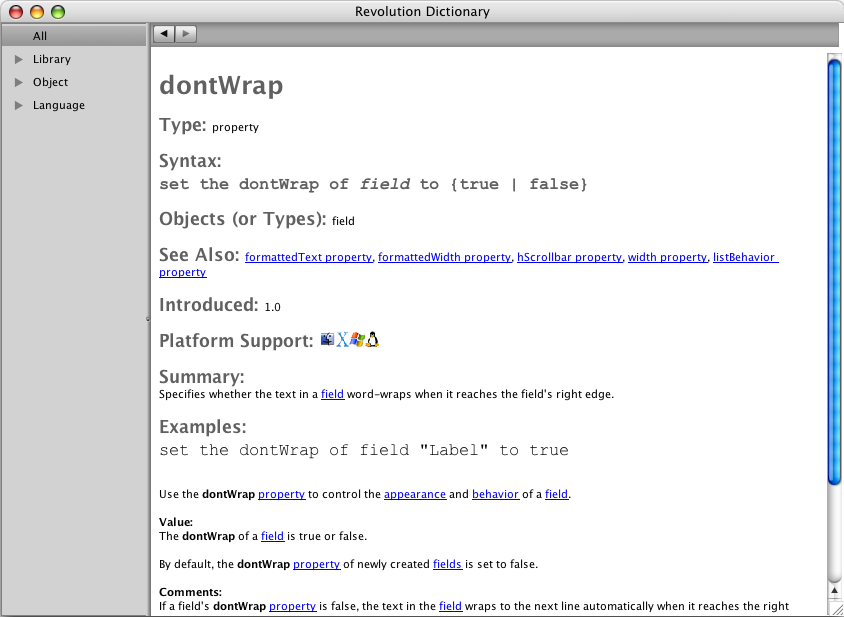 Revolution Dictionary
All
Library
Object
Language
dontWrap
Type: property
Syntax:
set the dontWrap of field to {true | false}
Objects (or Types): field
See Also: formattedText property, formattedWidth property, hScrollbar property, width property, listBehavior
property
Introduced: 1.0
Platform Support:
Summary:
Specifies whether the text in a field word-wraps when it reaches the field's right edge.
Examples:
set the dontWrap of field "Label" to true
Use the dontWrap property to control the appearance and behavior of a field.
Value:
The dontWrap of a field is true or false.
By default, the dontWrap property of newly created fields is set to false.
Comments:
If a field's dontWrap property is false, the text in the field wraps to the next line automatically when it reaches the right